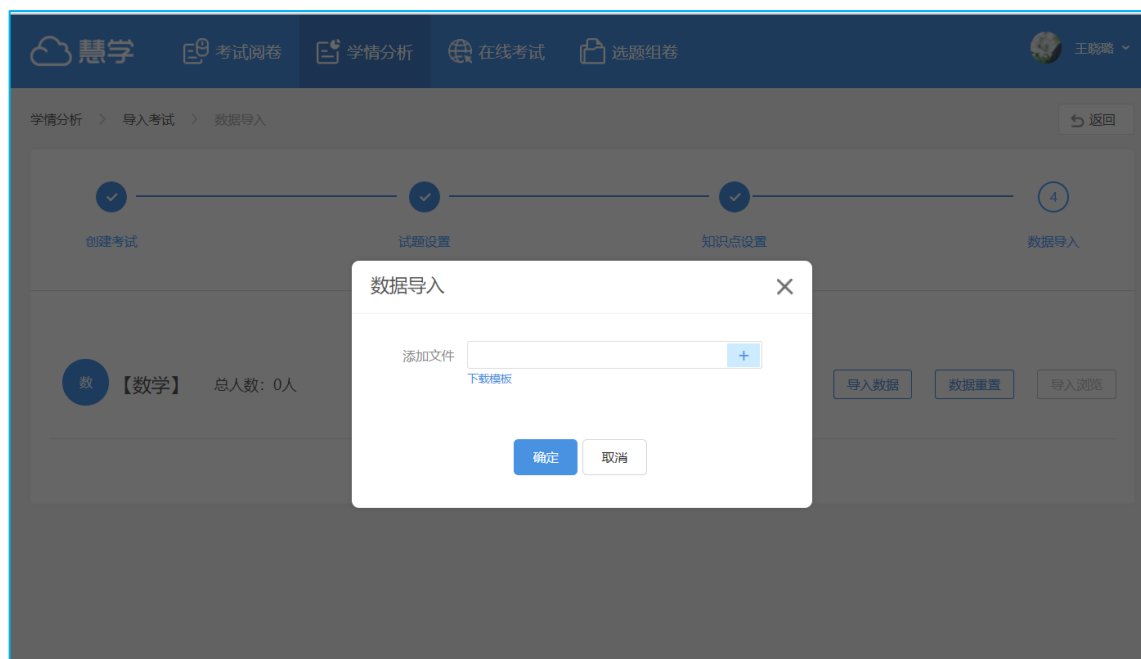 慧学 考试阅卷 学情分析 在线考试 选题组卷 王晓璐
学情分析 > 导入考试 > 数据导入 返回
4
创建考试 试题设置 知识点设置 数据导入
数据导入
添加文件 +
下载模板
数 【数学】 总人数: 0人 导入数据 数据重置 导入浏览
确定 取消